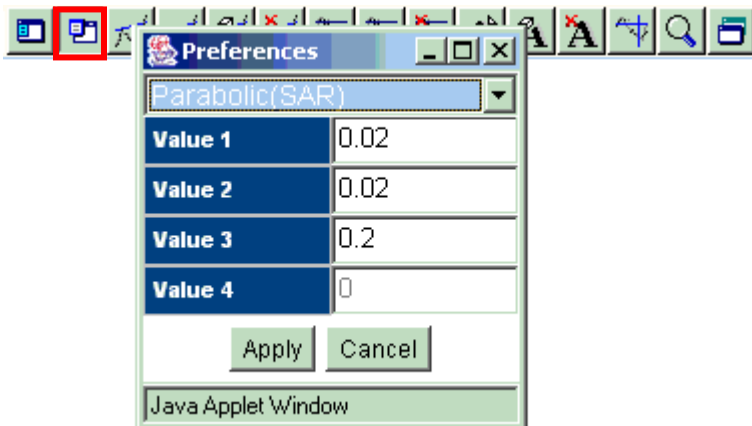 Preferences
Parabolic(SAR)
Value 1 0.02
Value 2 0.02
Value 3 0.2
Value 4 0
Apply Cancel
Java Applet Window